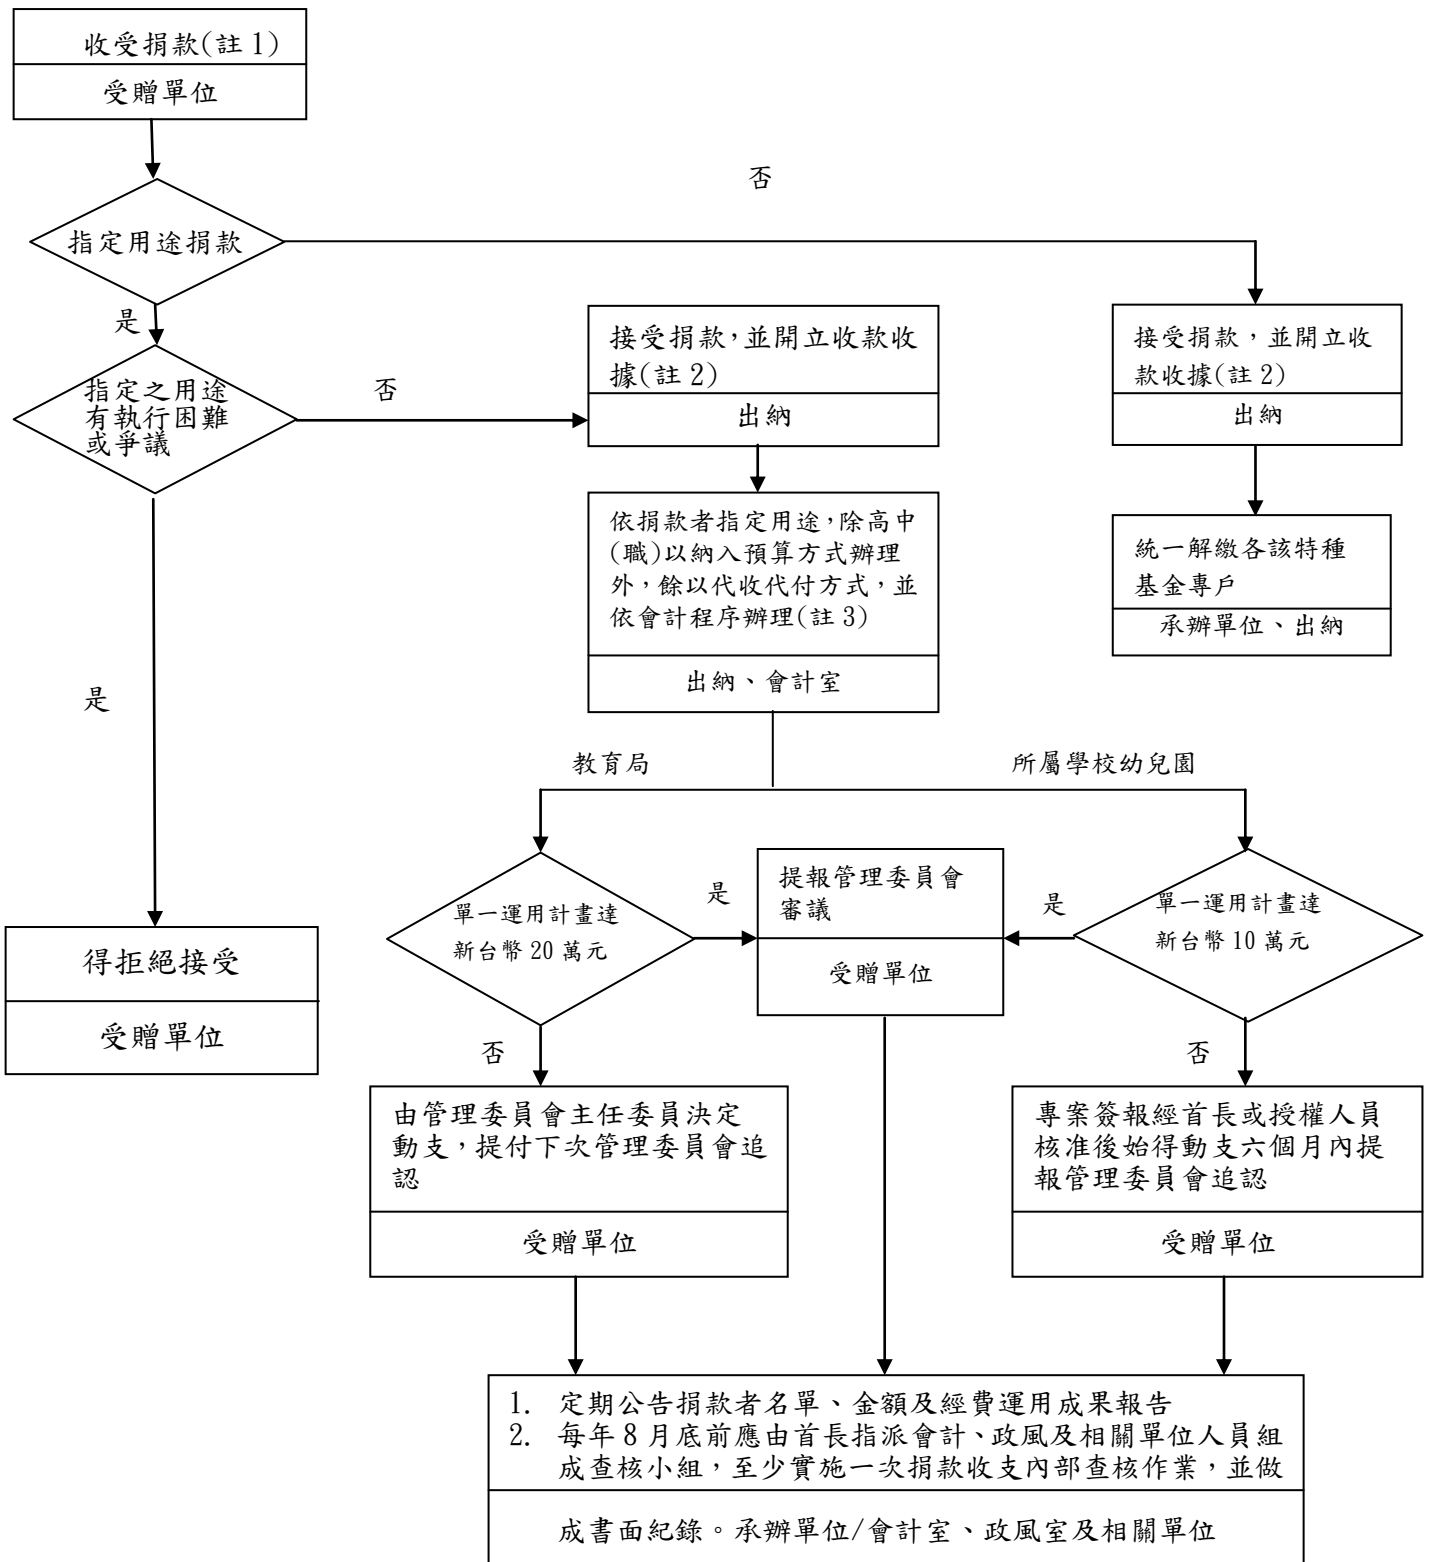 收受捐款(註1)
受贈單位
否
指定用途捐款
是
指定之用途
有執行困難
或爭議
否
接受捐款,並開立收款收
據(註2)
出納
接受捐款,並開立收
款收據(註2)
出納
依捐款者指定用途,除高中
(職)以納入預算方式辦理
外,餘以代收代付方式,並
依會計程序辦理(註3)
出納、會計室
統一解繳各該特種
基金專戶
承辦單位、出納
是
教育局
所屬學校幼兒園
單一運用計畫達
新台幣20萬元
是
提報管理委員會
審議
受贈單位
是
單一運用計畫達
新台幣10萬元
得拒絕接受
受贈單位
否
否
由管理委員會主任委員決定
動支,提付下次管理委員會追
認
受贈單位
專案簽報經首長或授權人員
核准後始得動支六個月內提
報管理委員會追認
受贈單位
1. 定期公告捐款者名單、金額及經費運用成果報告
2. 每年8月底前應由首長指派會計、政風及相關單位人員組
成查核小組,至少實施一次捐款收支內部查核作業,並做
成書面紀錄。承辦單位/會計室、政風室及相關單位